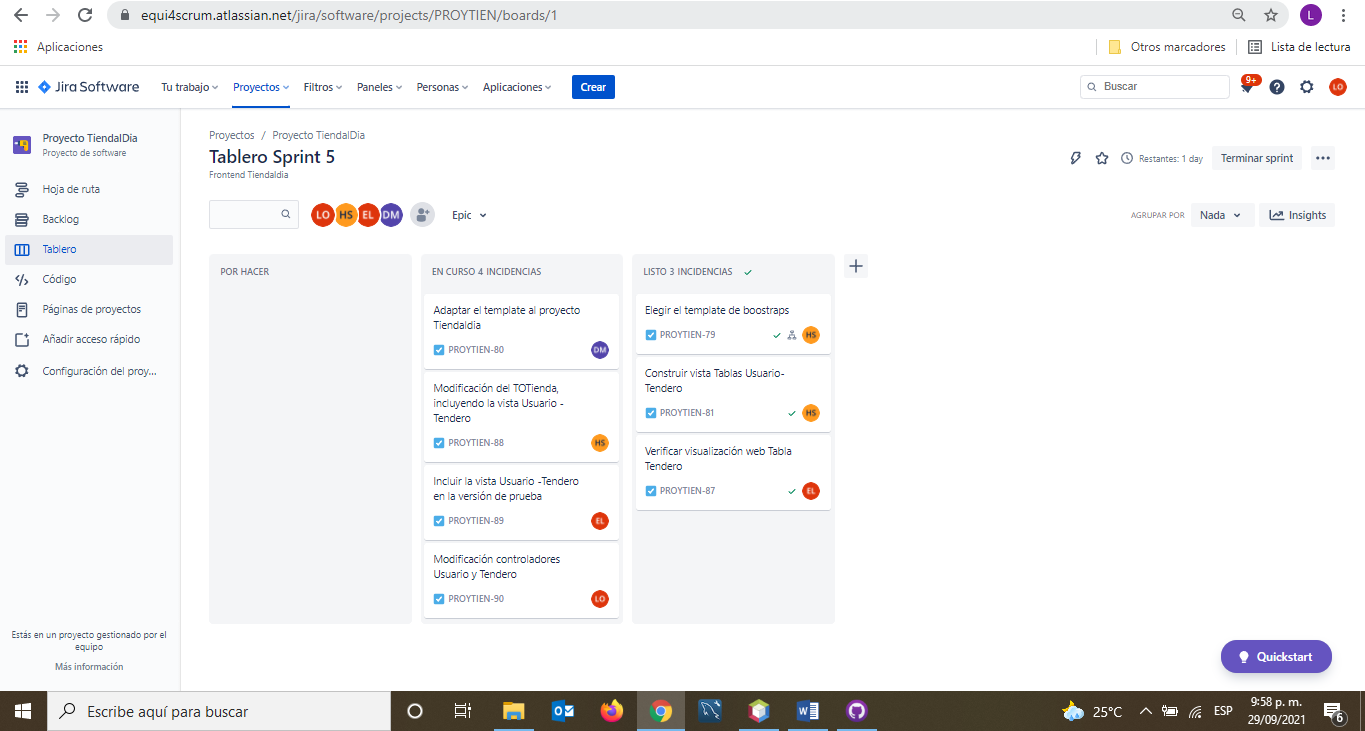 equi4scrum.atlassian.net/jira/software/projects/PROYTIEN/boards/1
L
Aplicaciones
Otros marcadores
Lista de lectura
Jira Software
Tu trabajo
Proyectos
Filtros
Paneles
Personas
Aplicaciones
Crear
Buscar
9+
LO
Proyecto TiendalDia
Proyecto de software
Hoja de ruta
Backlog
Tablero
Código
Páginas de proyectos
Añadir acceso rápido
Configuración del proy...
Estás en un proyecto gestionado por el
equipo
Más información
Proyectos / Proyecto TiendalDia
Tablero Sprint 5
Frontend Tiendaldia
Restantes: 1 day
Terminar sprint
LO HS EL DM
Epic
AGRUPAR POR
Nada
Insights
POR HACER
EN CURSO 4 INCIDENCIAS
Adaptar el template al proyecto
Tiendaldia
PROYTIEN-80
DM
Modificación del TOTienda,
incluyendo la vista Usuario -
Tendero
PROYTIEN-88
HS
Incluir la vista Usuario -Tendero
en la versión de prueba
PROYTIEN-89
EL
Modificación controladores
Usuario y Tendero
PROYTIEN-90
LO
LISTO 3 INCIDENCIAS
Elegir el template de boostraps
PROYTIEN-79
HS
Construir vista Tablas Usuario-
Tendero
PROYTIEN-81
HS
Verificar visualización web Tabla
Tendero
PROYTIEN-87
EL
Quickstart
Escribe aquí para buscar
25°C
ESP
9:58 p. m.
29/09/2021
6